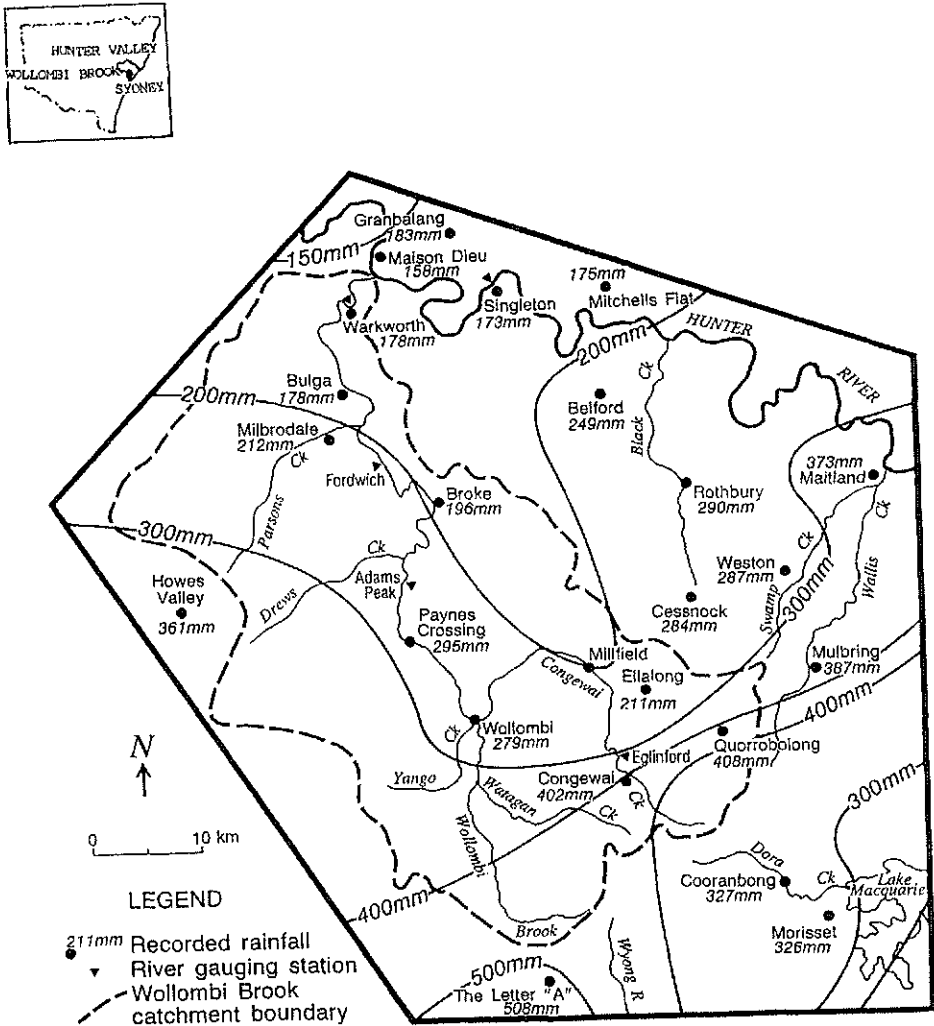 HUNTER VALLEY
WOLLOMBI BROOK
SYDNEY
Granbalang
183mm
150mm
Maison Dieu
158mm
175mm
Mitchells Flat
Singleton
173mm
Warkworth
178mm
HUNTER
RIVER
200mm
Ck
Bulga
178mm
200mm
Belford
249mm
Black
Milbrodale
212mm
Ck
373mm
Maitland
Fordwich
Rothbury
290mm
Ck
Broke
196mm
Parsons
300mm
Ck
Ck
Weston
287mm
Wallis
Howes
Valley
361mm
Drews
Adams
Peak
Swamp
300mm
Cessnock
284mm
Paynes
Crossing
295mm
Millfield
Mulbring
387mm
Congewai
Ellalong
211mm
400mm
Wollombi
279mm
Ck
Quorrobolong
408mm
N
Eglinford
Yango
Congewai
402mm
Ck
Watagan
Ck
300mm
0 10 km
Wollombi
Dora
Ck
Cooranbong
327mm
Lake
Macquarie
LEGEND
400mm
Morisset
326mm
211mm Recorded rainfall
River gauging station
Brook
Wyong R
Wollombi Brook
catchment boundary
500mm
The Letter "A"
508mm